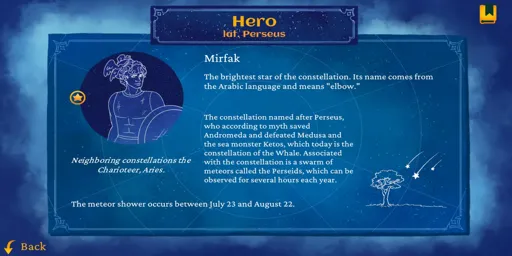 Hero
lat. Perseus
Mirfak
The brightest star of the constellation. Its name comes from
the Arabic language and means "elbow."
The constellation named after Perseus,
who according to myth saved
Andromeda and defeated Medusa and
the sea monster Ketos, which today is the
constellation of the Whale. Associated
with the constellation is a swarm of
meteors called the Perseids, which can be
observed for several hours each year.
Neighboring constellations the
Charioteer, Aries.
The meteor shower occurs between July 23 and August 22.
Back